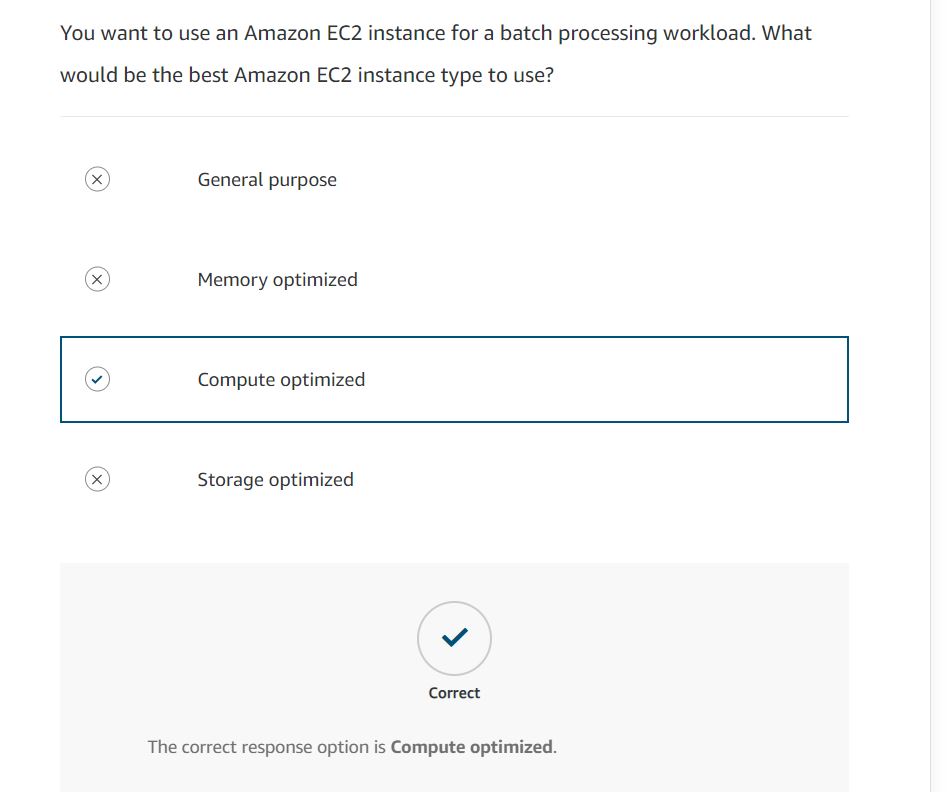 You want to use an Amazon EC2 instance for a batch processing workload. What
would be the best Amazon EC2 instance type to use?
General purpose
Memory optimized
Compute optimized
Storage optimized
Correct
The correct response option is Compute optimized.